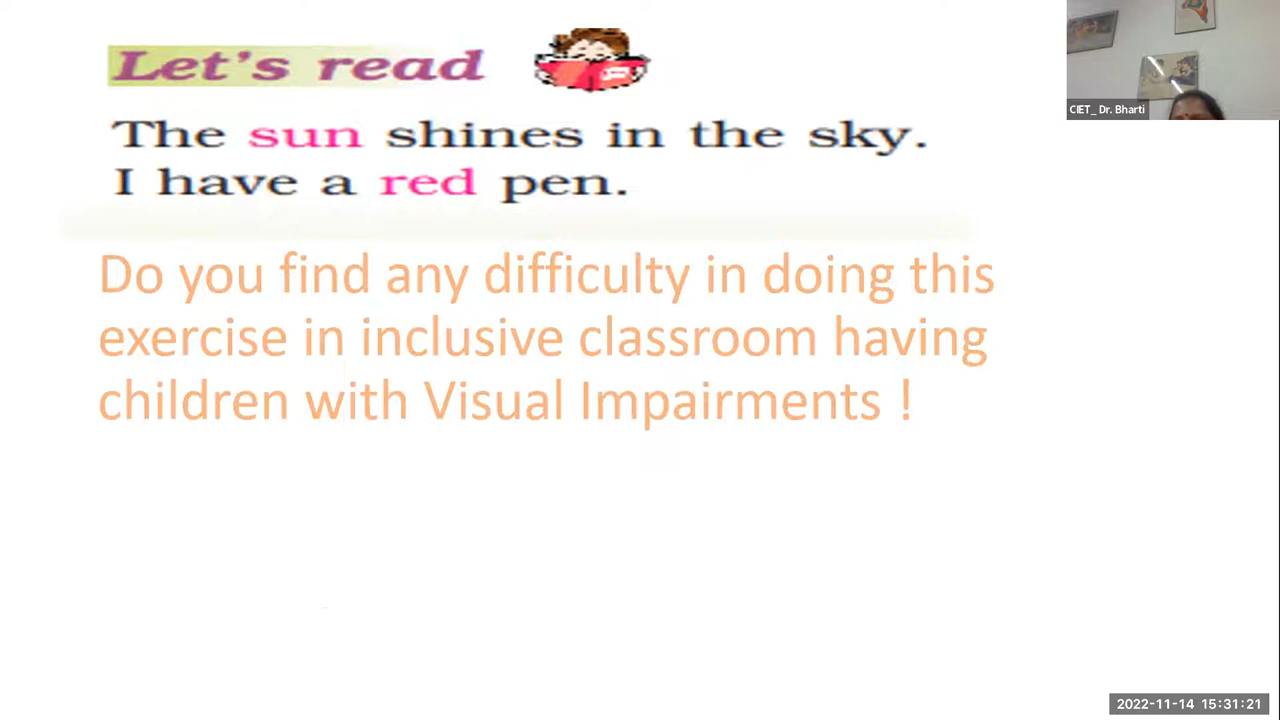 Let's read
The sun shines in the sky.
I have a red pen.
Do you find any difficulty in doing this
exercise in inclusive classroom having
children with Visual Impairments !
CIET_ Dr. Bharti
2022-11-14 15:31:21